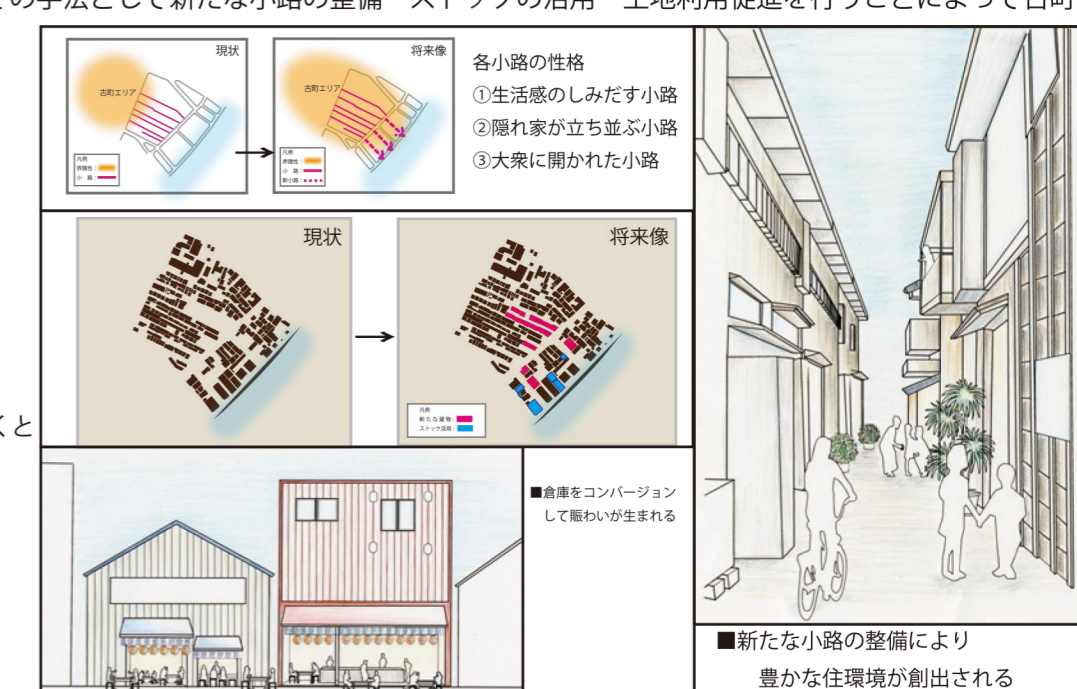 の手法として新たな小路の整備・ストックの活用・土地利用促進を行うことによって古町
現状
古町エリア
凡例
界隈性：
小　路：
将来像
古町エリア
凡例
界隈性：
小　路：
新小路：
各小路の性格
①生活感のしみだす小路
②隠れ家が立ち並ぶ小路
③大衆に開かれた小路
現状
将来像
凡例
新たな建物：
ストック活用：
くと
■倉庫をコンバージョン
して賑わいが生まれる
■新たな小路の整備により
豊かな住環境が創出される